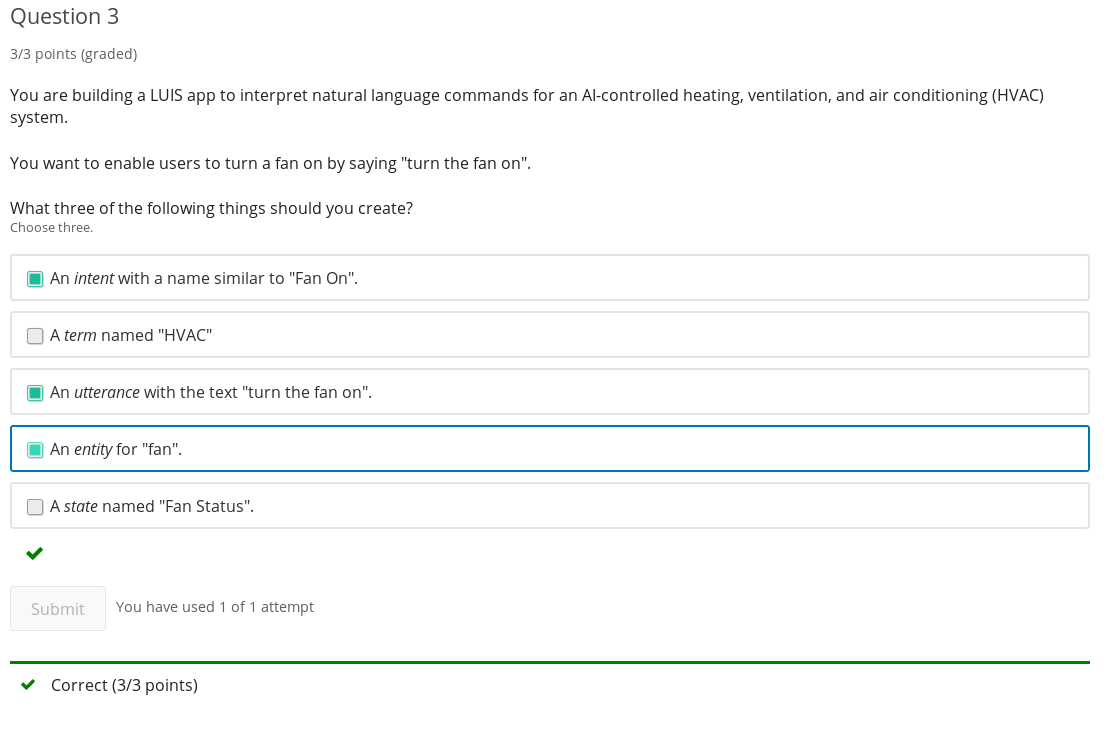 Question 3
3/3 points (graded)
You are building a LUIS app to interpret natural language commands for an AI-controlled heating, ventilation, and air conditioning (HVAC)
system.
You want to enable users to turn a fan on by saying "turn the fan on".
What three of the following things should you create?
Choose three.
An intent with a name similar to "Fan On".
A term named "HVAC"
An utterance with the text "turn the fan on".
An entity for "fan".
A state named "Fan Status".
Submit You have used 1 of 1 attempt
Correct (3/3 points)